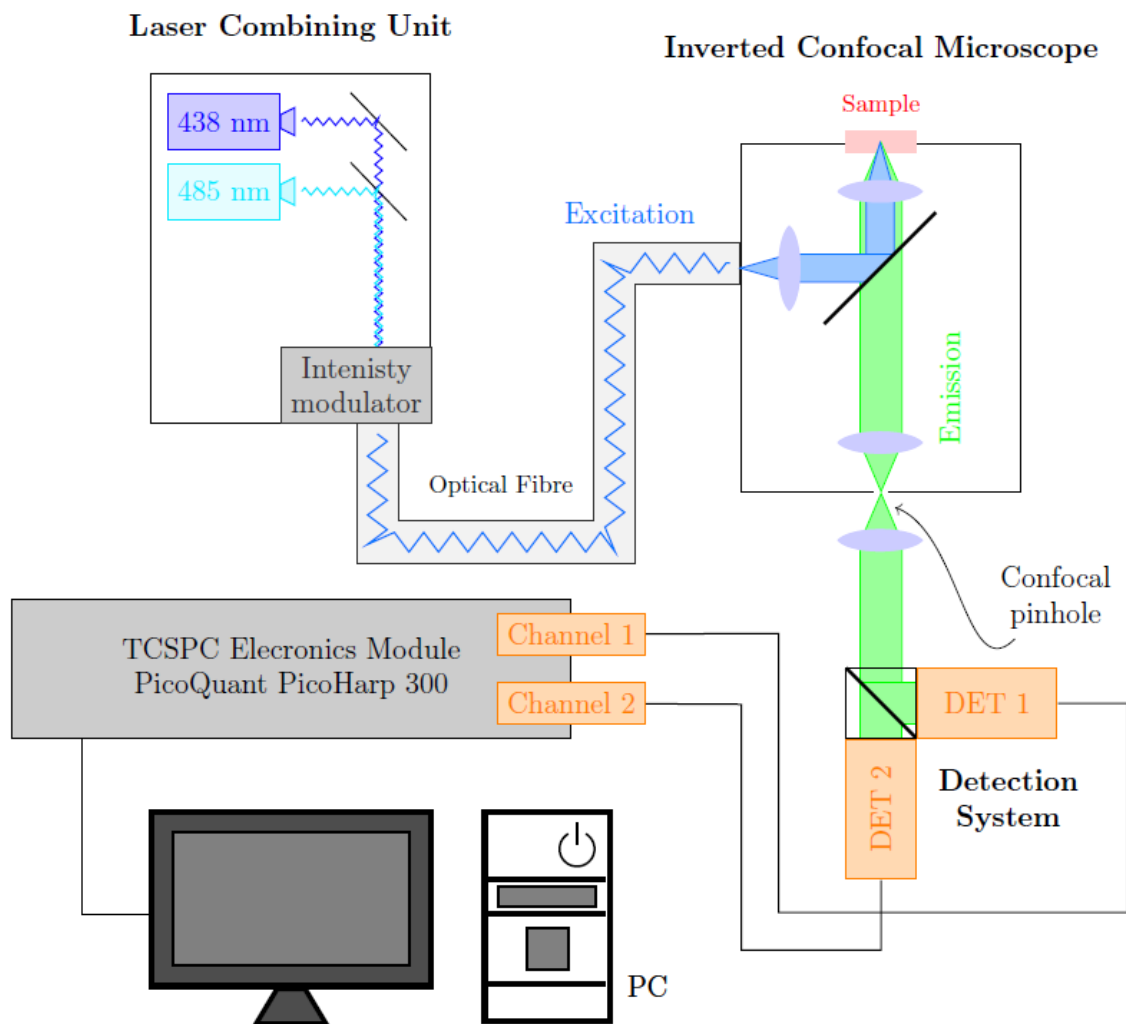 Laser Combining Unit
Inverted Confocal Microscope
438 nm
485 nm
Sample
Excitation
Intenisty
modulator
Emission
Optical Fibre
Confocal
pinhole
TCSPC Elecronics Module
PicoQuant PicoHarp 300
Channel 1
Channel 2
DET 1
DET 2
Detection
System
PC